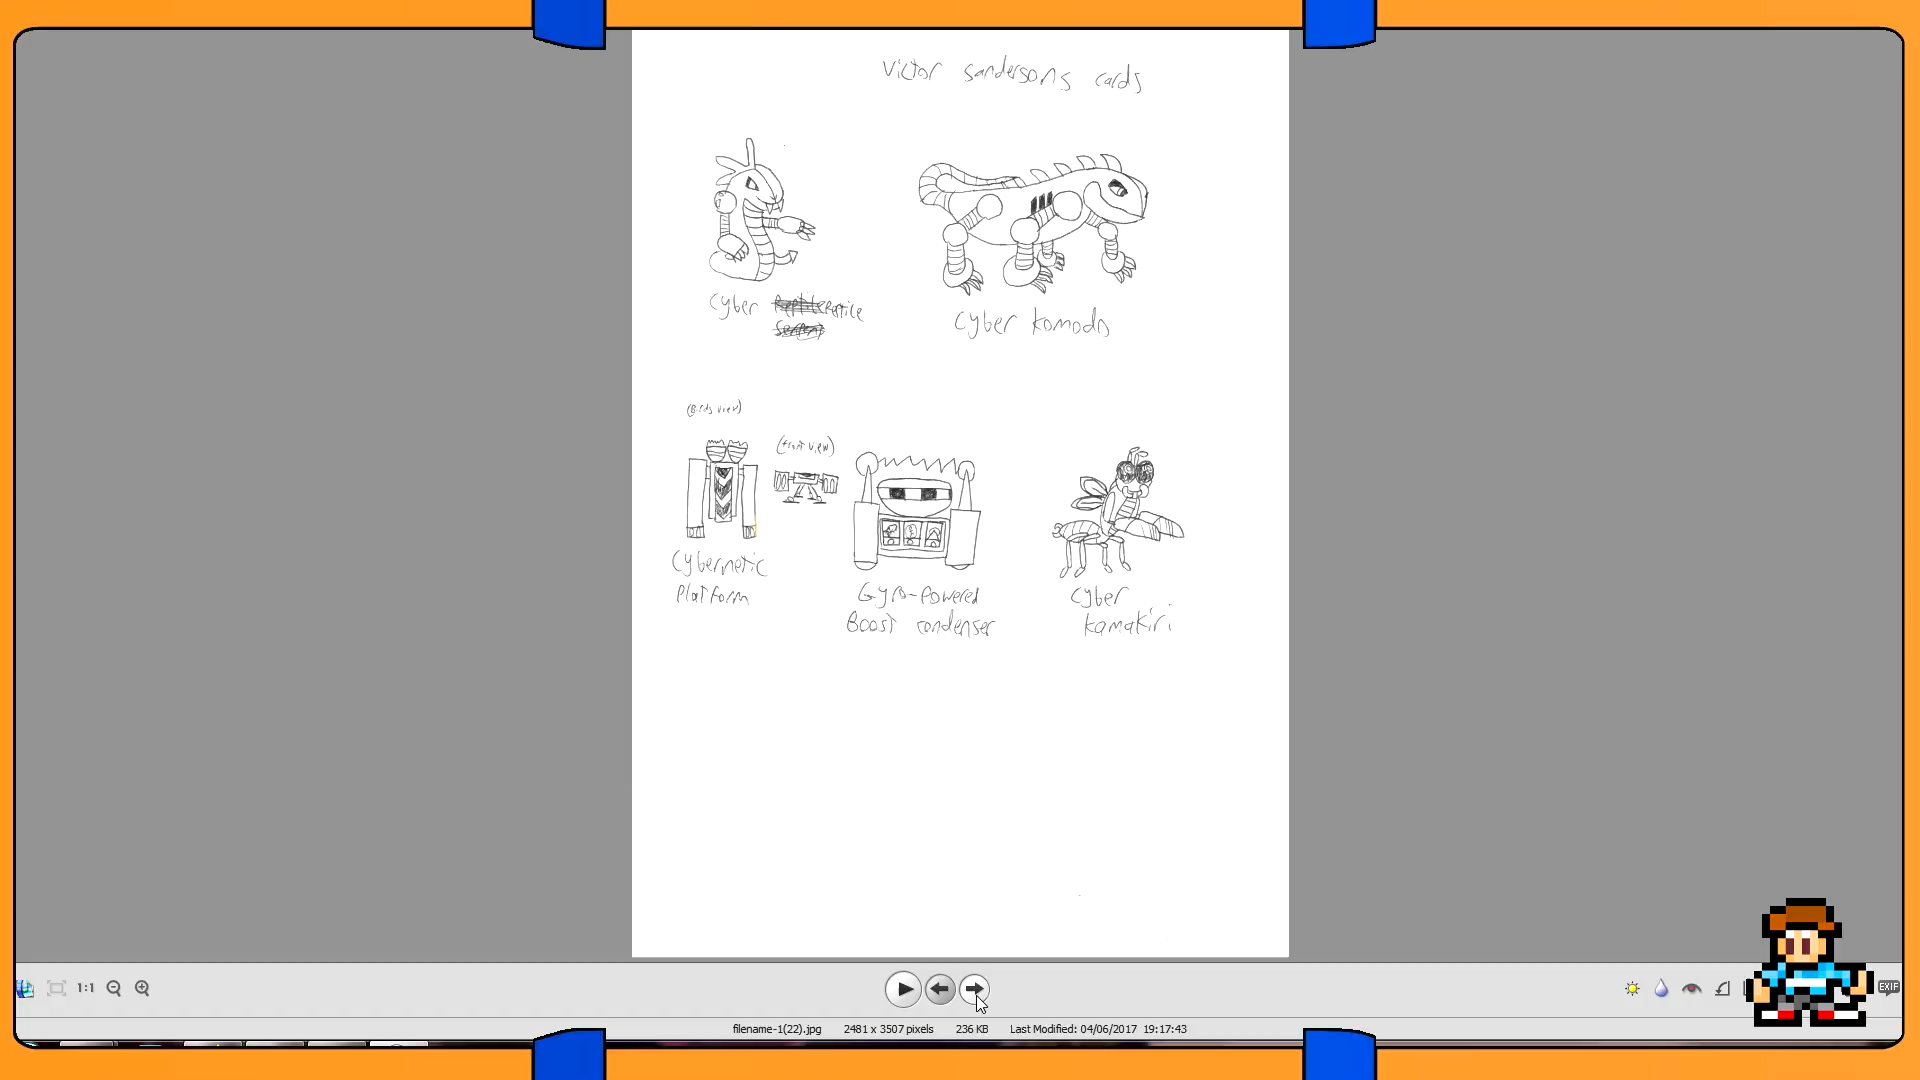 Victor sandersons cards
Cyber
Cyber komodo
(Birds view)
(front view)
Cybernetic
Platform
Gyro-Powered
Boost condenser
Cyber
kamakiri
1:1
EXIF
filename-1(22).jpg 2481 x 3507 pixels 236 KB Last Modified: 04/06/2017 19:17:43